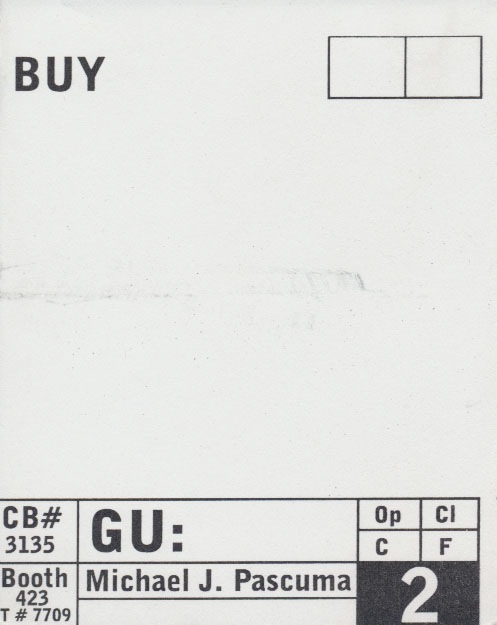 BUY
CB#
3135
GU:
Op Cl
C F
Booth
423
T # 7709
Michael J. Pascuma
2